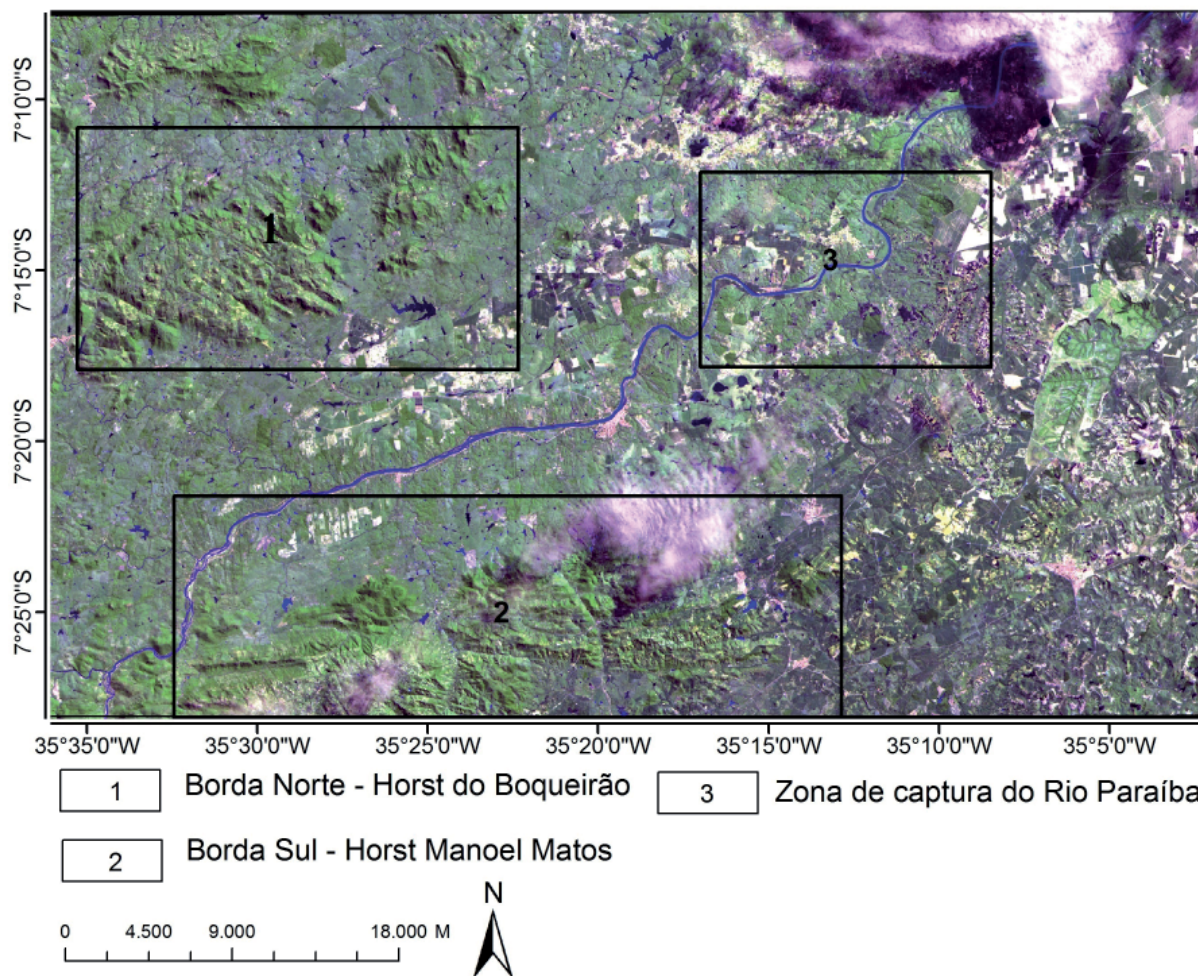 7°10'0"S
1
3
7°15'0"S
7°20'0"S
2
7°25'0"S
35°35'0"W 35°30'0"W 35°25'0"W 35°20'0"W 35°15'0"W 35°10'0"W 35°5'0"W
1 Borda Norte - Horst do Boqueirão 3 Zona de captura do Rio Paraíba
2 Borda Sul - Horst Manoel Matos
N
0 4.500 9.000 18.000 M